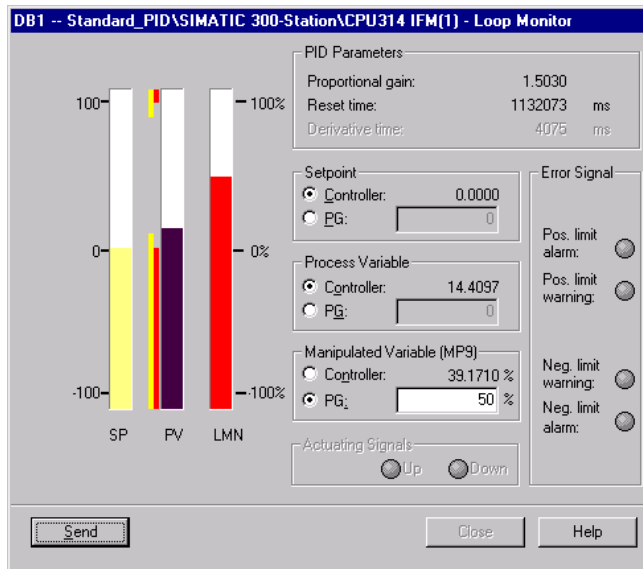 DB1 -- Standard_PID\SIMATIC 300-Station\CPU314 IFM(1) - Loop Monitor
100
0
-100
100%
0%
-100%
SP PV LMN
PID Parameters
Proportional gain: 1.5030
Reset time: 1132073 ms
Derivative time: 4075 ms
Setpoint
Controller: 0.0000
PG: 0
Process Variable
Controller: 14.4097
PG: 0
Manipulated Variable (MP9)
Controller: 39.1710 %
PG: 50 %
Actuating Signals
Up Down
Error Signal
Pos. limit
alarm:
Pos. limit
warning:
Neg. limit
warning:
Neg. limit
alarm:
Send Close Help